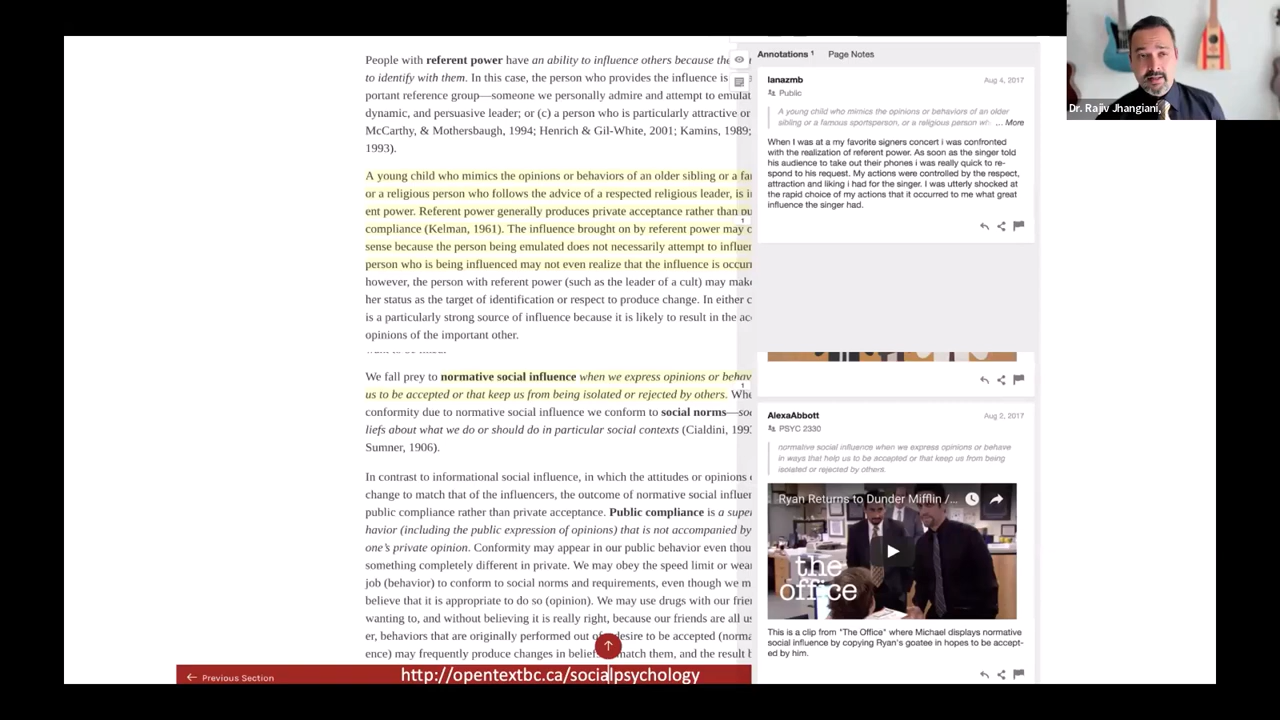 People with referent power have an ability to influence others because the
to identify with them. In this case, the person who provides the influence is
portant reference group—someone we personally admire and attempt to emulat
dynamic, and persuasive leader; or (c) a person who is particularly attractive or
McCarthy, & Mothersbaugh, 1994; Henrich & Gil-White, 2001; Kamins, 1989;
1993).
A young child who mimics the opinions or behaviors of an older sibling or a fa
or a religious person who follows the advice of a respected religious leader, is i
ent power. Referent power generally produces private acceptance rather than pu
compliance (Kelman, 1961). The influence brought on by referent power may o
sense because the person being emulated does not necessarily attempt to influen
person who is being influenced may not even realize that the influence is occurr
however, the person with referent power (such as the leader of a cult) may make
her status as the target of identification or respect to produce change. In either c
is a particularly strong source of influence because it is likely to result in the acc
opinions of the important other.
We fall prey to normative social influence when we express opinions or behav
us to be accepted or that keep us from being isolated or rejected by others. Whe
conformity due to normative social influence we conform to social norms—soc
liefs about what we do or should do in particular social contexts (Cialdini, 199
Sumner, 1906).
In contrast to informational social influence, in which the attitudes or opinions
change to match that of the influencers, the outcome of normative social influen
public compliance rather than private acceptance. Public compliance is a super
havior (including the public expression of opinions) that is not accompanied by
one's private opinion. Conformity may appear in our public behavior even thou
something completely different in private. We may obey the speed limit or wear
job (behavior) to conform to social norms and requirements, even though we m
believe that it is appropriate to do so (opinion). We may use drugs with our frien
wanting to, and without believing it is really right, because our friends are all us
er, behaviors that are originally performed out of desire to be accepted (norma
ence) may frequently produce changes in belief match them, and the result b
← Previous Section
http://opentextbc.ca/socialpsychology
Annotations 1 Page Notes
lanazmb Aug 4, 2017
Public
A young child who mimics the opinions or behaviors of an older
sibling or a famous sportsperson, or a religious person wh ... More
When I was at a my favorite signers concert i was confronted
with the realization of referent power. As soon as the singer told
his audience to take out their phones i was really quick to re-
spond to his request. My actions were controlled by the respect,
attraction and liking i had for the singer. I was utterly shocked at
the rapid choice of my actions that it occurred to me what great
influence the singer had.
1
1
AlexaAbbott Aug 2, 2017
PSYC 2330
normative social influence when we express opinions or behave
in ways that help us to be accepted or that keep us from being
isolated or rejected by others.
Ryan Returns to Dunder Mifflin /...
the
office
This is a clip from "The Office" where Michael displays normative
social influence by copying Ryan's goatee in hopes to be accept-
ed by him.
Dr. Rajiv Jhangiani,